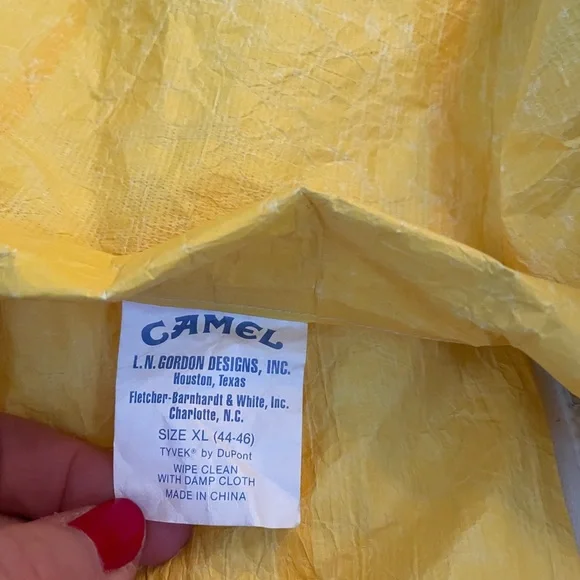 CAMEL
L.N. GORDON DESIGNS, INC.
Houston, Texas
Fletcher-Barnhardt & White, Inc.
Charlotte, N.C.
SIZE XL (44-46)
TYVEK® by DuPont
WIPE CLEAN
WITH DAMP CLOTH
MADE IN CHINA